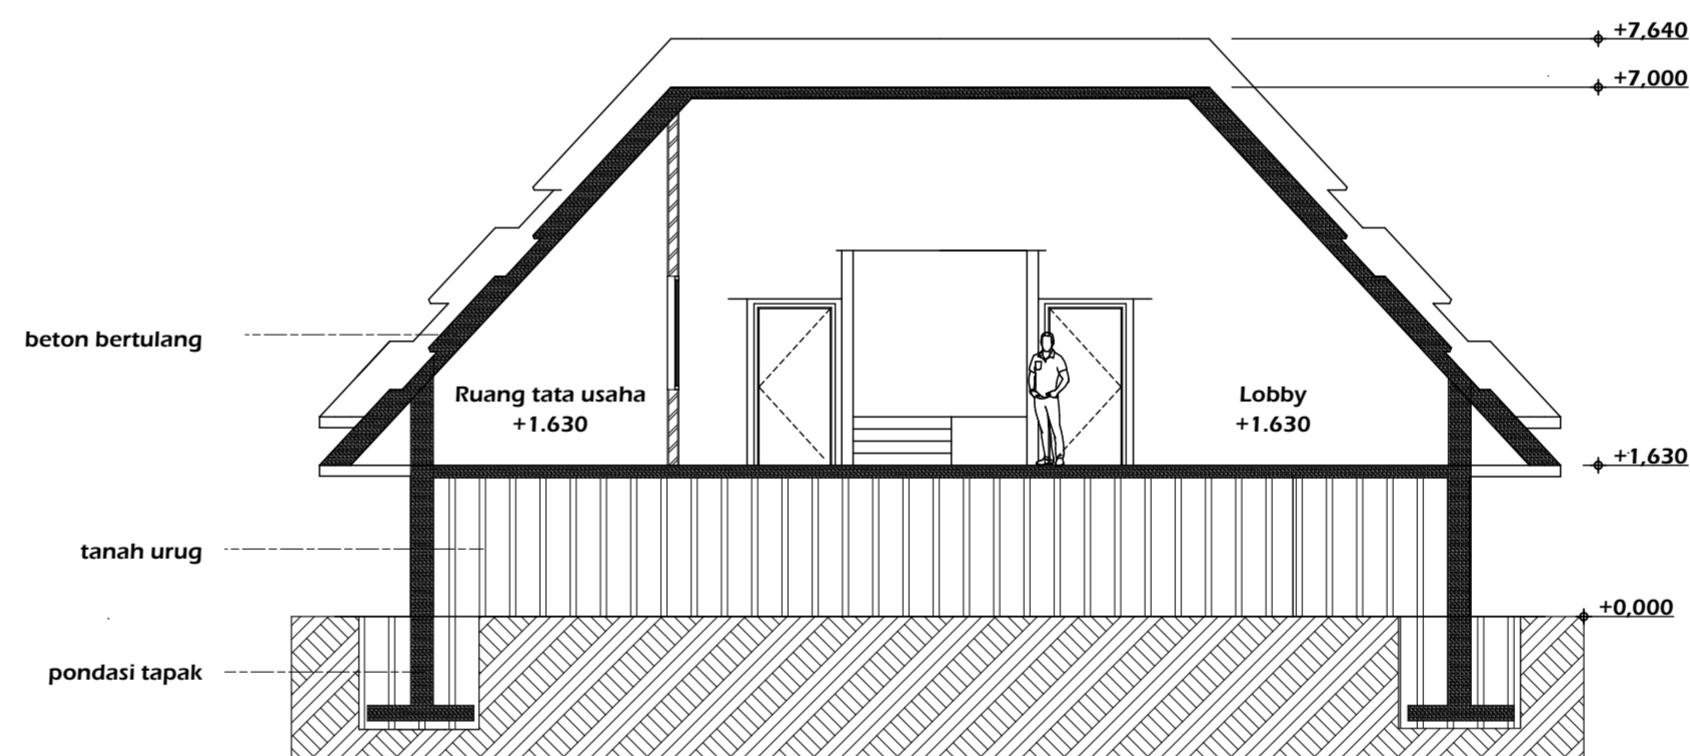 +7,640
+7,000
beton bertulang
Ruang tata usaha
+1.630
Lobby
+1.630
+1,630
tanah urug
+0,000
pondasi tapak